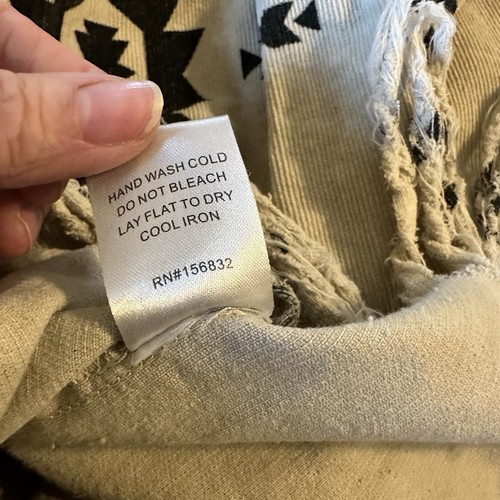 HAND WASH COLD
DO NOT BLEACH
LAY FLAT TO DRY
COOL IRON
RN#156832